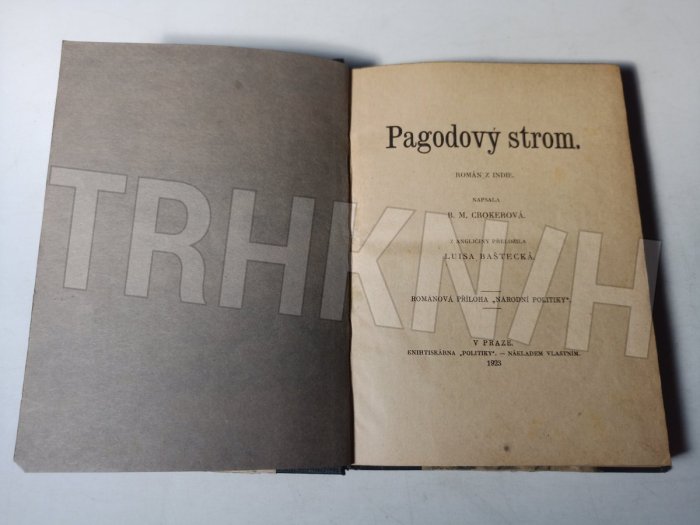 Pagodový strom.
ROMÁN Z INDIE.
NAPSALA
B. M. CROKEROVÁ.
Z ANGLIČINY PŘELOŽILA
LUISA BAŠTECKÁ.
ROMÁNOVÁ PŘÍLOHA „NÁRODNÍ POLITIKY“.
V PRAZE.
KNIHTISKÁRNA „POLITIKY“. — NÁKLADEM VLASTNÍM.
1923
TRHKN/H